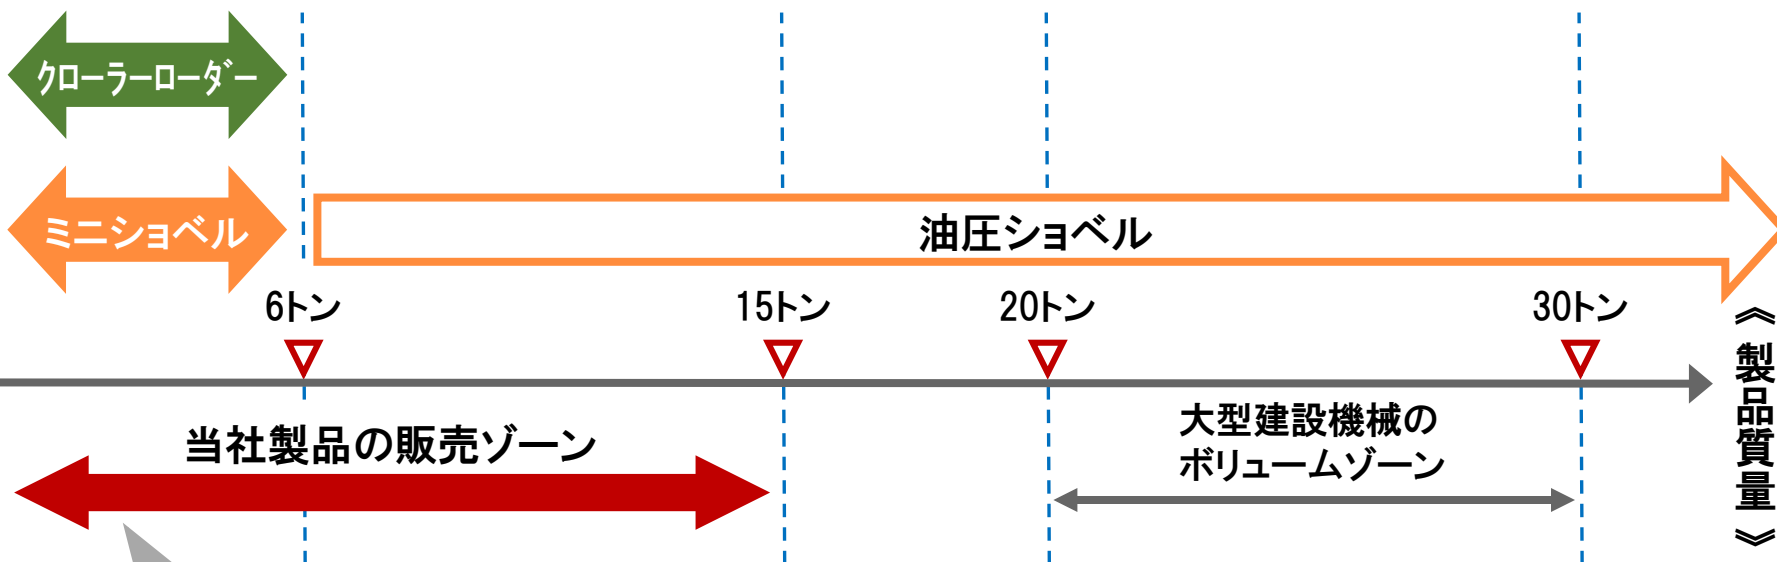 クローラーローダー
ミニショベル
油圧ショベル
6トン
15トン
20トン
30トン
《製品質量》
当社製品の販売ゾーン
大型建設機械の
ボリュームゾーン